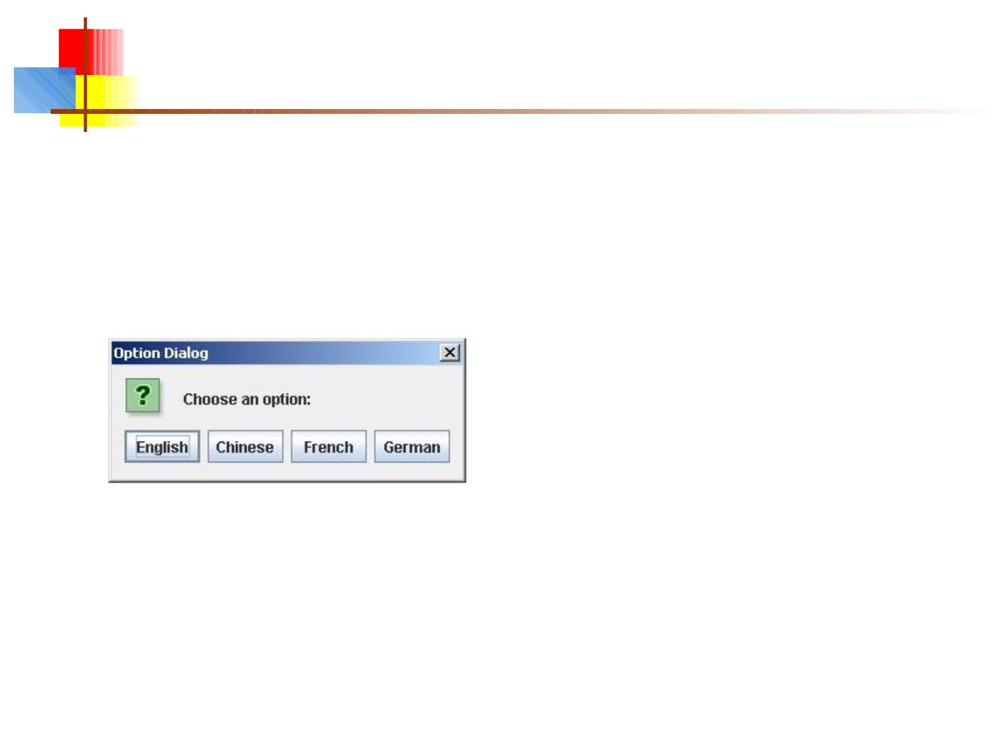 Option Dialog
?
Choose an option:
English Chinese French German